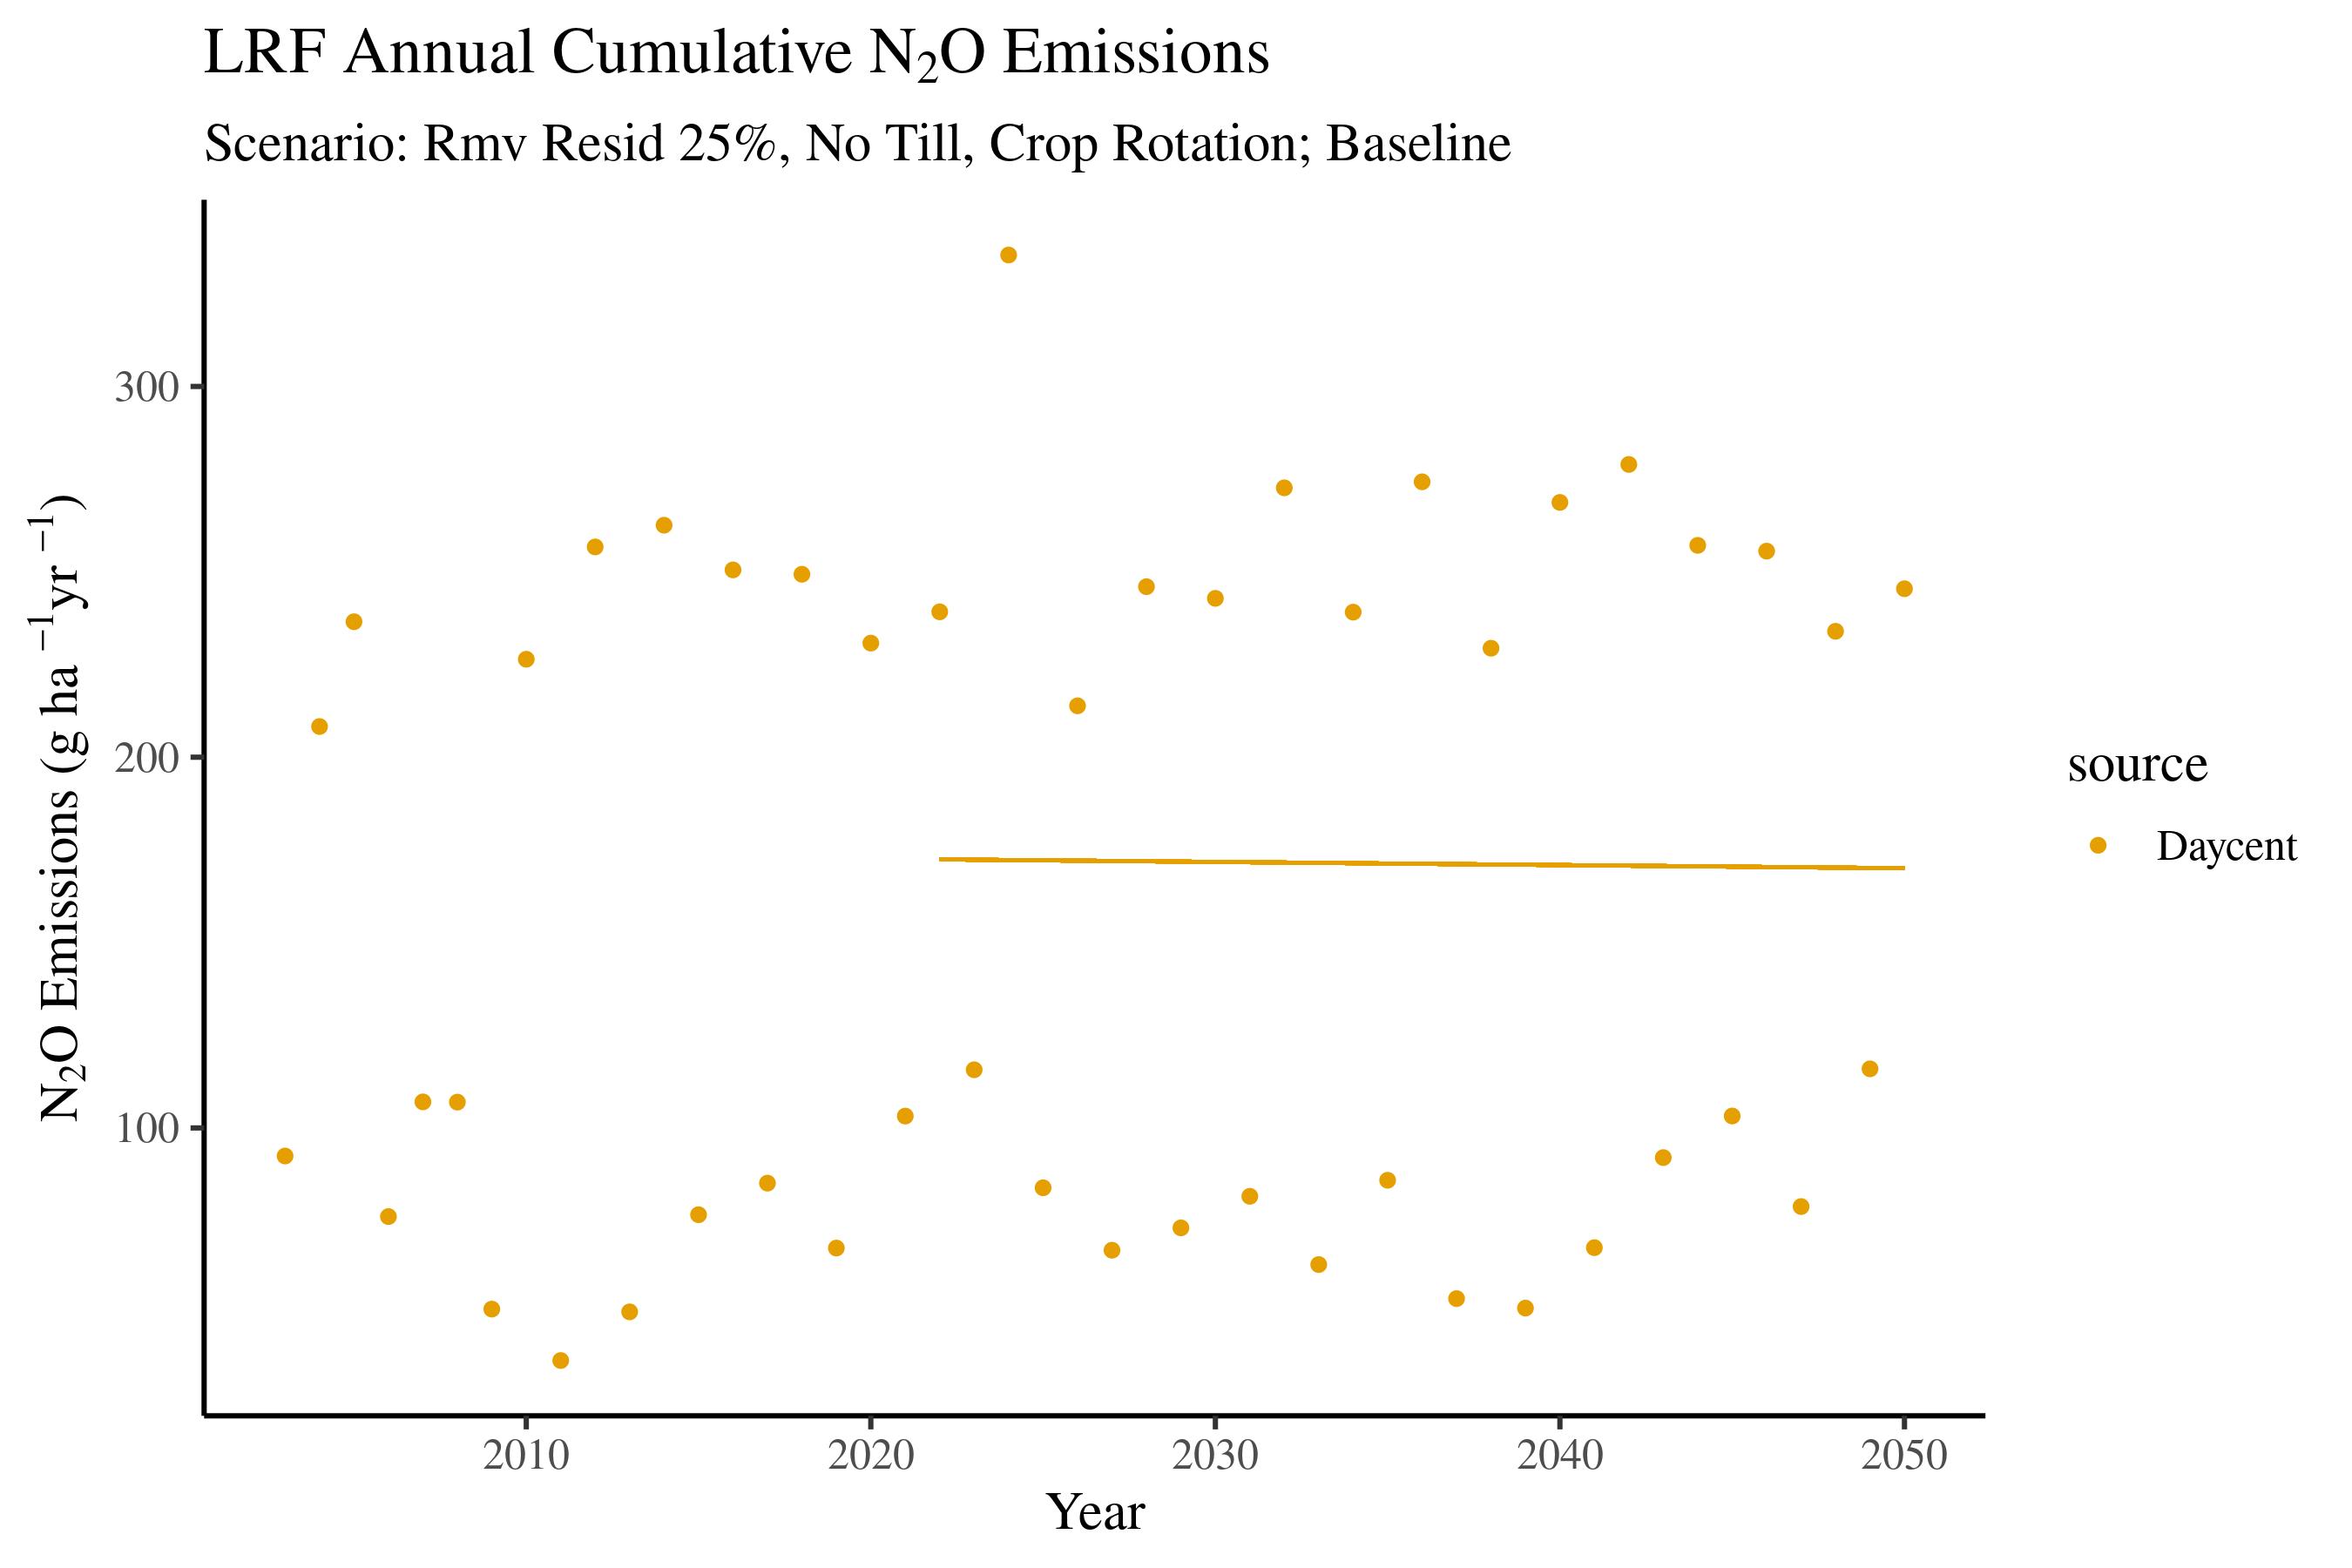 LRF Annual Cumulative N₂O Emissions
Scenario: Rmv Resid 25%, No Till, Crop Rotation; Baseline
N₂O Emissions (g ha⁻¹yr⁻¹)
300
200
100
2010 2020 2030 2040 2050
Year
source
Daycent